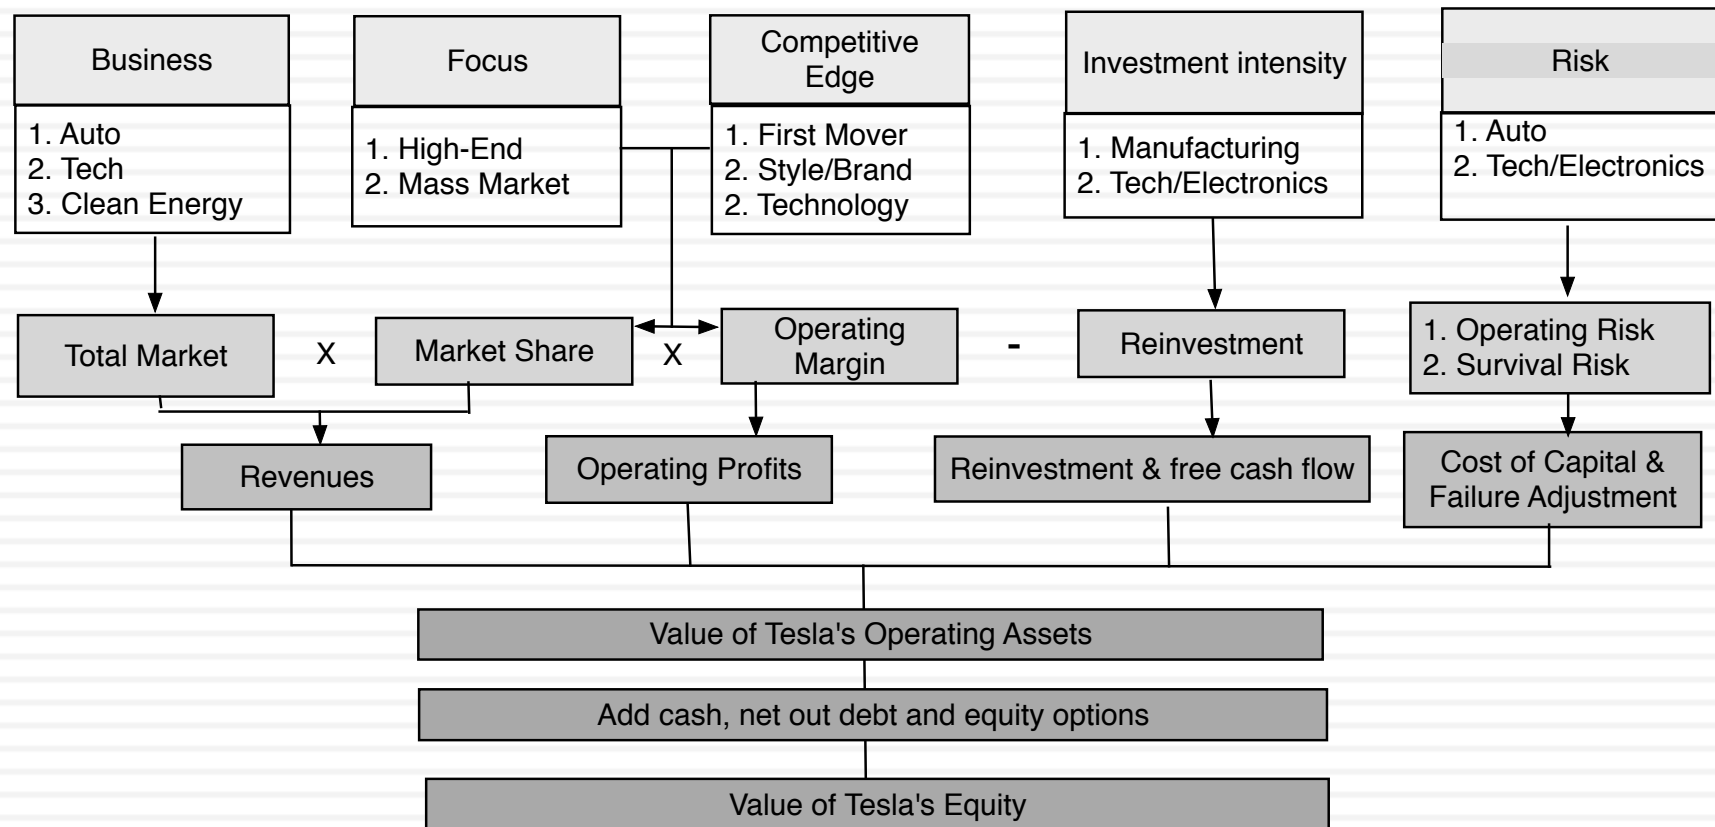 Business
Focus
Competitive
Edge
Investment intensity
Risk
1. Auto
2. Tech
3. Clean Energy
1. High-End
2. Mass Market
1. First Mover
2. Style/Brand
2. Technology
1. Manufacturing
2. Tech/Electronics
1. Auto
2. Tech/Electronics
Total Market
X
Market Share
X
Operating
Margin
-
Reinvestment
1. Operating Risk
2. Survival Risk
Revenues
Operating Profits
Reinvestment & free cash flow
Cost of Capital &
Failure Adjustment
Value of Tesla's Operating Assets
Add cash, net out debt and equity options
Value of Tesla's Equity